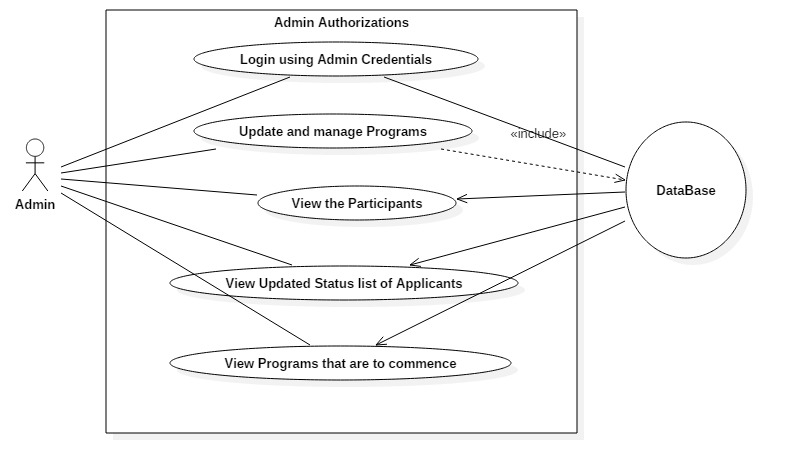 Admin Authorizations
Login using Admin Credentials
Update and manage Programs
«include»
DataBase
View the Participants
Admin
View Updated Status list of Applicants
View Programs that are to commence